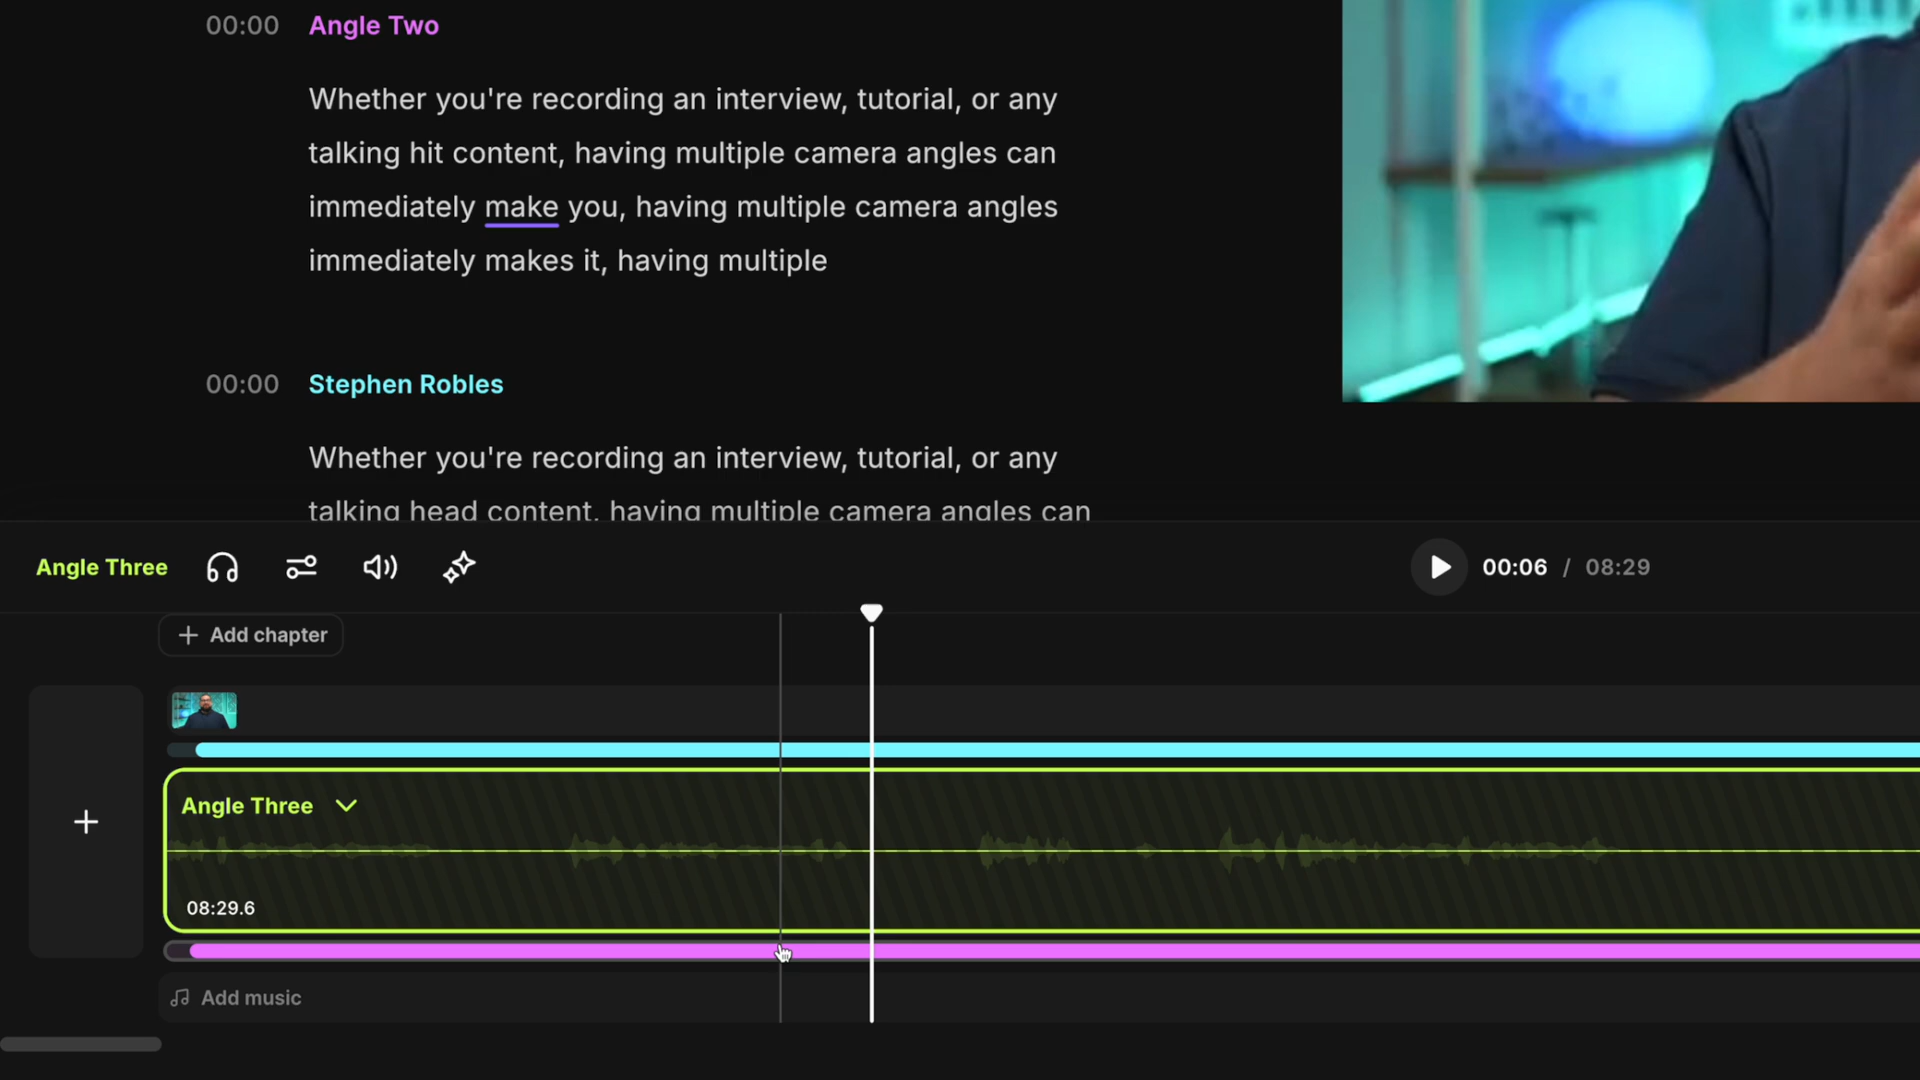 00:00 Angle Two
Whether you're recording an interview, tutorial, or any
talking hit content, having multiple camera angles can
immediately make you, having multiple camera angles
immediately makes it, having multiple
00:00 Stephen Robles
Whether you're recording an interview, tutorial, or any
talking head content, having multiple camera angles can
Angle Three
00:06 / 08:29
+ Add chapter
+
Angle Three
08:29.6
Add music